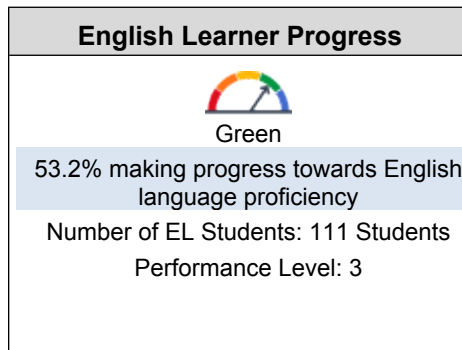 English Learner Progress
Green
53.2% making progress towards English
language proficiency
Number of EL Students: 111 Students
Performance Level: 3